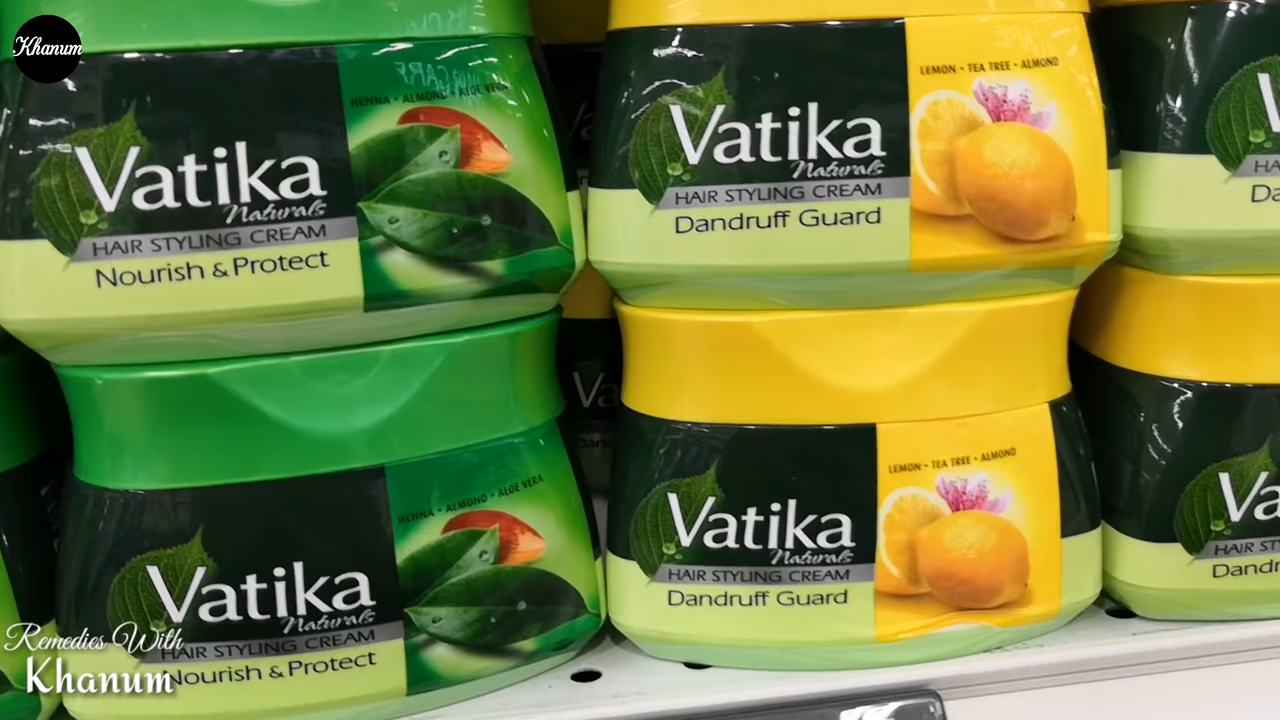 Khanum
HENNA • ALMOND • ALOE VERA
Vatika
Naturals
HAIR STYLING CREAM
Nourish & Protect
LEMON • TEA TREE • ALMOND
Vatika
Naturals
HAIR STYLING CREAM
Dandruff Guard
HENNA • ALMOND • ALOE VERA
Vatika
Naturals
HAIR STYLING CREAM
Nourish & Protect
LEMON • TEA TREE • ALMOND
Vatika
Naturals
HAIR STYLING CREAM
Dandruff Guard
Remedies With
Khanum